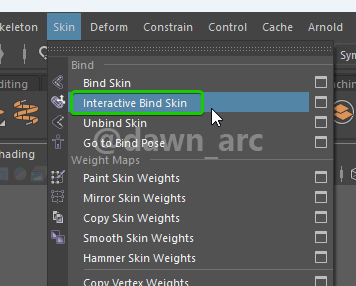 keleton Skin Deform Constrain Control Cache Arnold
Sym
Bind
diting
Bind Skin
Interactive Bind Skin
Unbind Skin
@dawn_arc
Go to Bind Pose
hading
Weight Maps
Paint Skin Weights
Mirror Skin Weights
Copy Skin Weights
Smooth Skin Weights
Hammer Skin Weights
Copy Vertex Weights